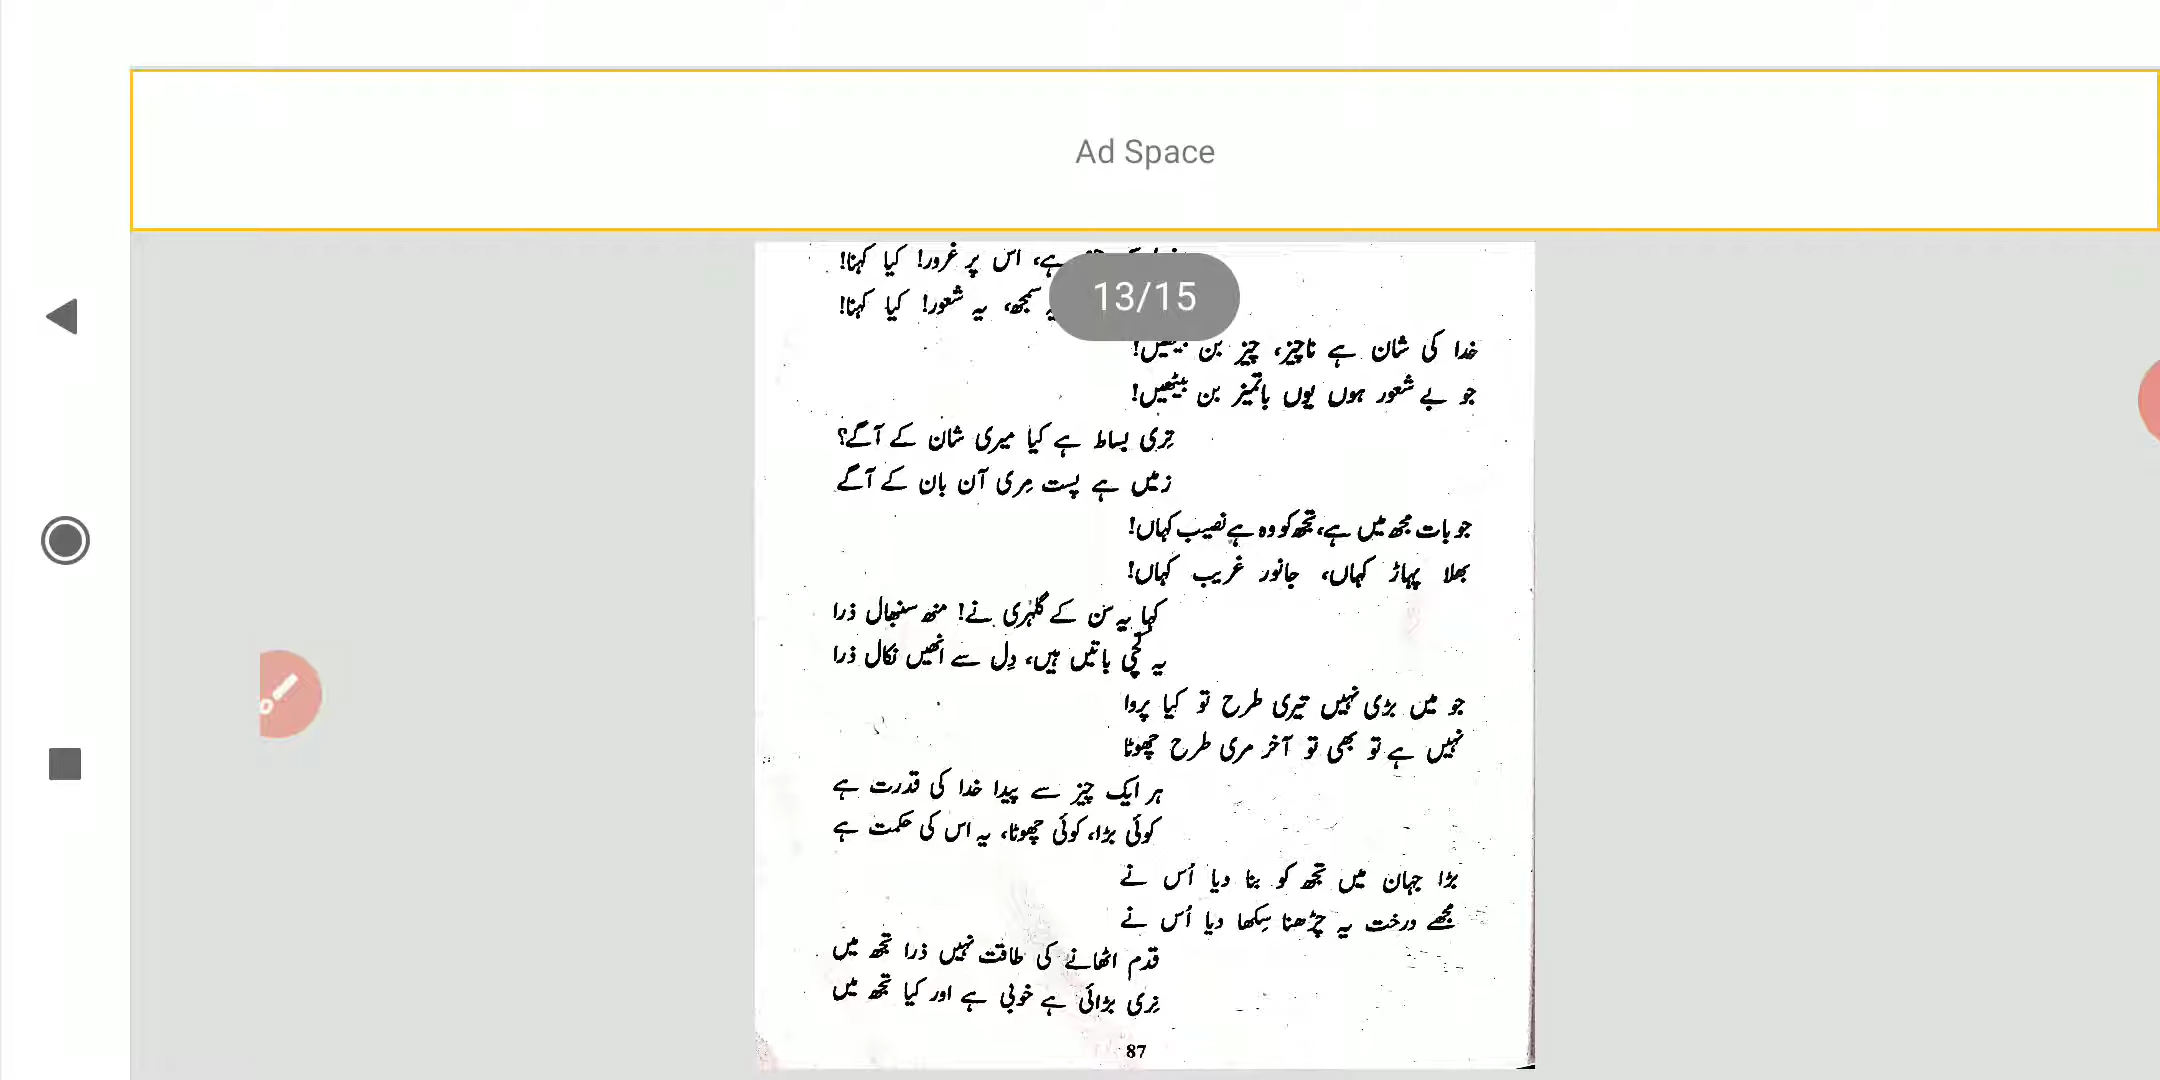 Ad Space
13/15
ہے، اس پر غرور! کیا کہنا!
سمجھ، یہ شعور! کیا کہنا!
خدا کی شان ہے ناچیز، چیز بن بیٹھیں!
جو بے شعور ہوں یوں باتمیز بن بیٹھیں!
تِری بساط ہے کیا میری شان کے آگے؟
زمیں ہے پست مِری آن بان کے آگے
جو بات مجھ میں ہے، تجھ کو وہ ہے نصیب کہاں!
بھلا پہاڑ کہاں، جانور غریب کہاں!
کہا یہ سن کے گلہری نے! منھ سنبھال ذرا
یہ کچّی باتیں ہیں، دِل سے انھیں نکال ذرا
جو میں بڑی نہیں تیری طرح تو کیا پروا
نہیں ہے تو بھی تو آخر مری طرح چھوٹا
ہر ایک چیز سے پیدا خدا کی قدرت ہے
کوئی بڑا، کوئی چھوٹا، یہ اس کی حکمت ہے
بڑا جہان میں تجھ کو بنا دیا اُس نے
مجھے درخت پہ چڑھنا سِکھا دیا اُس نے
قدم اٹھانے کی طاقت نہیں ذرا تجھ میں
نِری بڑائی ہے خوبی ہے اور کیا تجھ میں
87